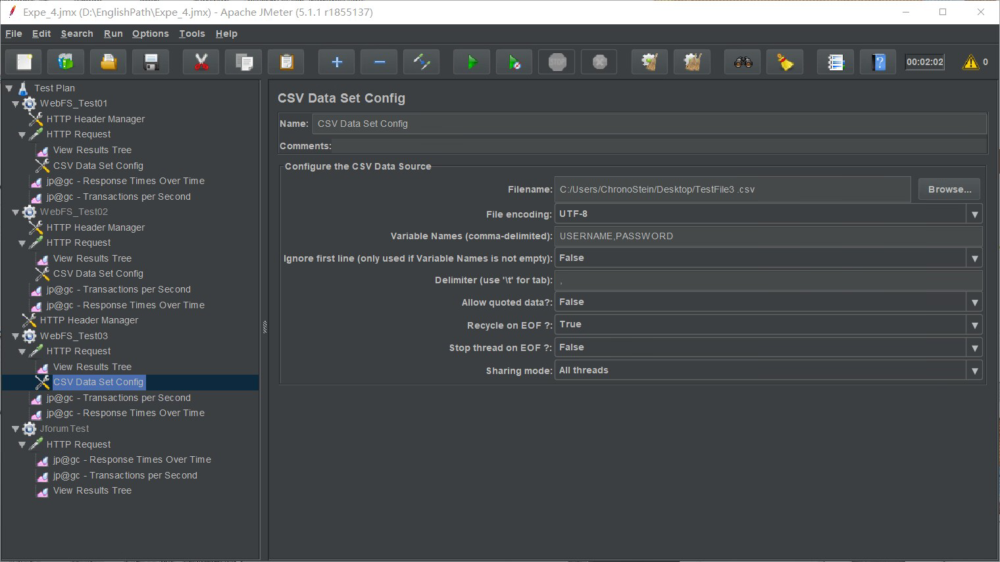 Expe_4.jmx (D:\EnglishPath\Expe_4.jmx) - Apache JMeter (5.1.1 r1855137)
File Edit Search Run Options Tools Help
STOP
00:02:02
0
Test Plan
WebFS_Test01
HTTP Header Manager
HTTP Request
View Results Tree
CSV Data Set Config
jp@gc - Response Times Over Time
jp@gc - Transactions per Second
WebFS_Test02
HTTP Header Manager
HTTP Request
View Results Tree
CSV Data Set Config
jp@gc - Transactions per Second
jp@gc - Response Times Over Time
HTTP Header Manager
WebFS_Test03
HTTP Request
View Results Tree
CSV Data Set Config
jp@gc - Transactions per Second
jp@gc - Response Times Over Time
JforumTest
HTTP Request
jp@gc - Response Times Over Time
jp@gc - Transactions per Second
View Results Tree
CSV Data Set Config
Name: CSV Data Set Config
Comments:
Configure the CSV Data Source
Filename: C:/Users/ChronoStein/Desktop/TestFile3 .csv Browse...
File encoding: UTF-8
Variable Names (comma-delimited): USERNAME,PASSWORD
Ignore first line (only used if Variable Names is not empty): False
Delimiter (use '\t' for tab): ,
Allow quoted data?: False
Recycle on EOF ?: True
Stop thread on EOF ?: False
Sharing mode: All threads